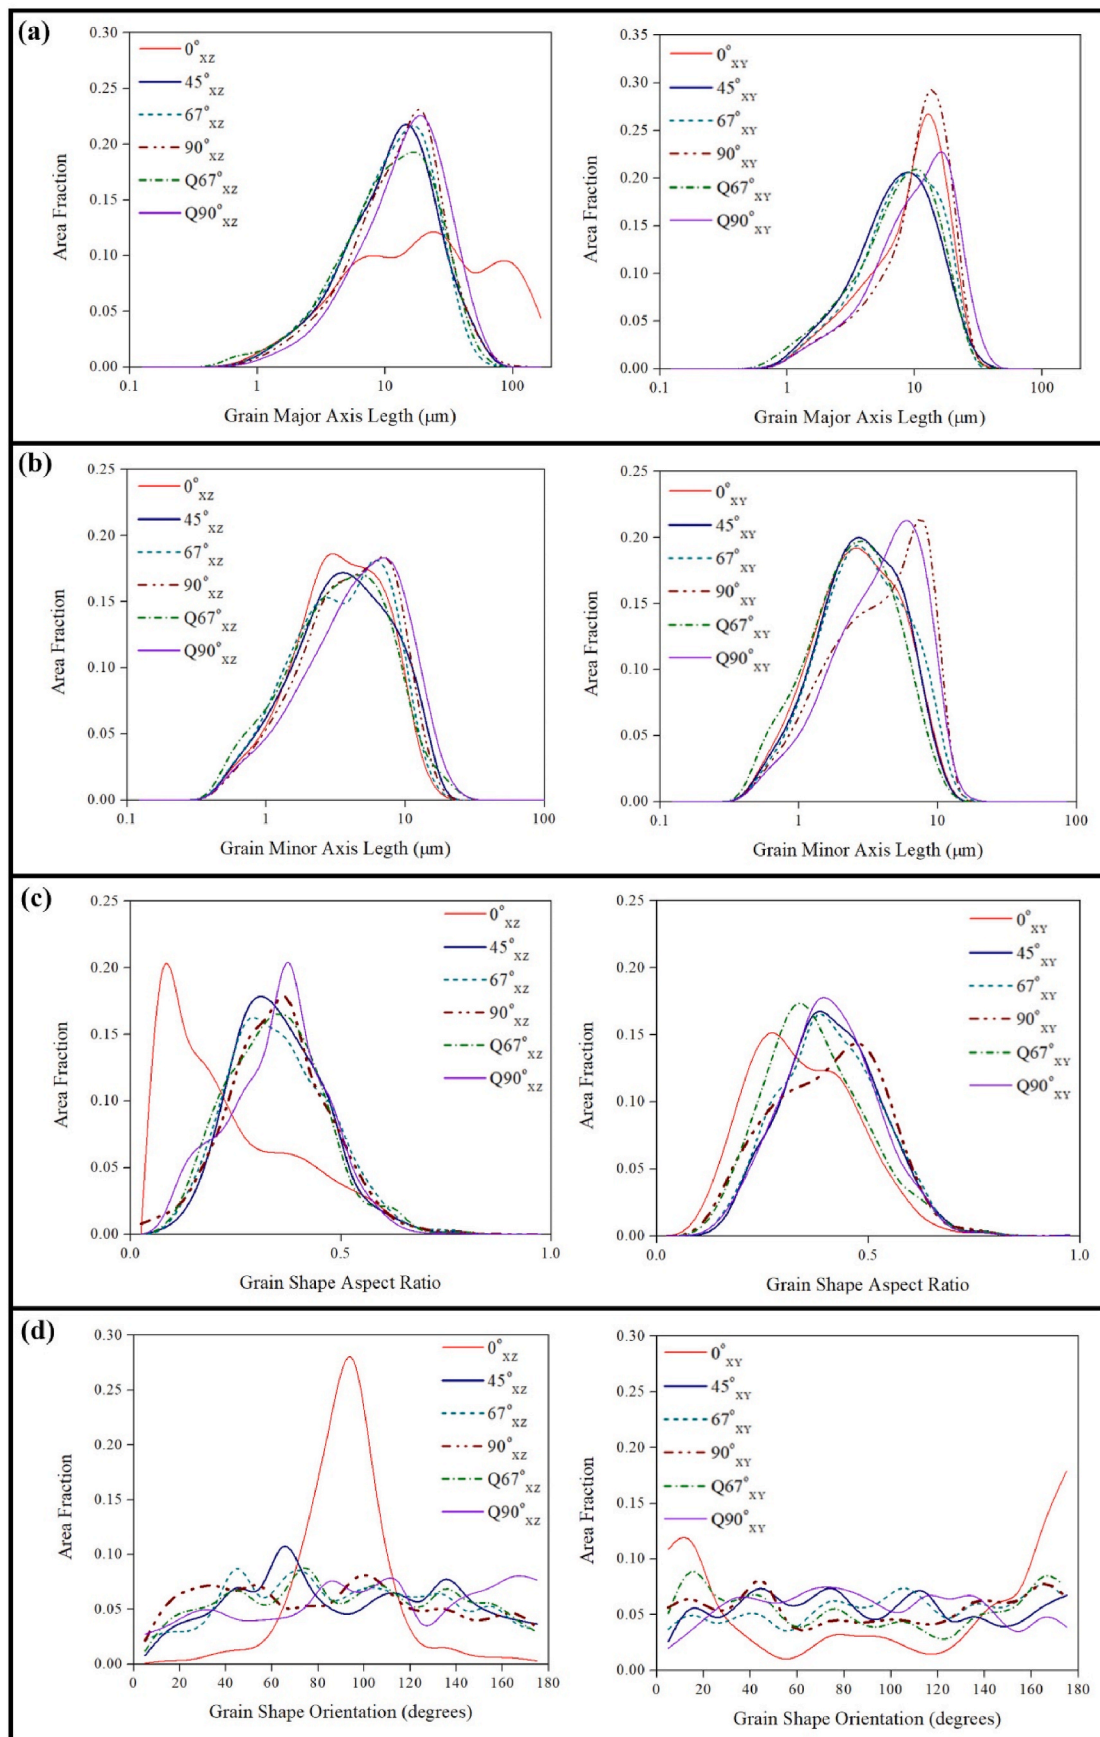 (a)
0.30
0.25
0.20
0.15
0.10
0.05
0.00
Area Fraction
0°XZ
45°XZ
67°XZ
90°XZ
Q67°XZ
Q90°XZ
0.1 1 10 100
Grain Major Axis Legth (μm)
0.35
0.30
0.25
0.20
0.15
0.10
0.05
0.00
Area Fraction
0°XY
45°XY
67°XY
90°XY
Q67°XY
Q90°XY
0.1 1 10 100
Grain Major Axis Legth (μm)
(b)
0.25
0.20
0.15
0.10
0.05
0.00
Area Fraction
0°XZ
45°XZ
67°XZ
90°XZ
Q67°XZ
Q90°XZ
0.1 1 10 100
Grain Minor Axis Legth (μm)
0.25
0.20
0.15
0.10
0.05
0.00
Area Fraction
0°XY
45°XY
67°XY
90°XY
Q67°XY
Q90°XY
0.1 1 10 100
Grain Minor Axis Legth (μm)
(c)
0.25
0.20
0.15
0.10
0.05
0.00
Area Fraction
0°XZ
45°XZ
67°XZ
90°XZ
Q67°XZ
Q90°XZ
0.0 0.5 1.0
Grain Shape Aspect Ratio
0.25
0.20
0.15
0.10
0.05
0.00
Area Fraction
0°XY
45°XY
67°XY
90°XY
Q67°XY
Q90°XY
0.0 0.5 1.0
Grain Shape Aspect Ratio
(d)
0.30
0.25
0.20
0.15
0.10
0.05
0.00
Area Fraction
0°XZ
45°XZ
67°XZ
90°XZ
Q67°XZ
Q90°XZ
0 20 40 60 80 100 120 140 160 180
Grain Shape Orientation (degrees)
0.30
0.25
0.20
0.15
0.10
0.05
0.00
Area Fraction
0°XY
45°XY
67°XY
90°XY
Q67°XY
Q90°XY
0 20 40 60 80 100 120 140 160 180
Grain Shape Orientation (degrees)